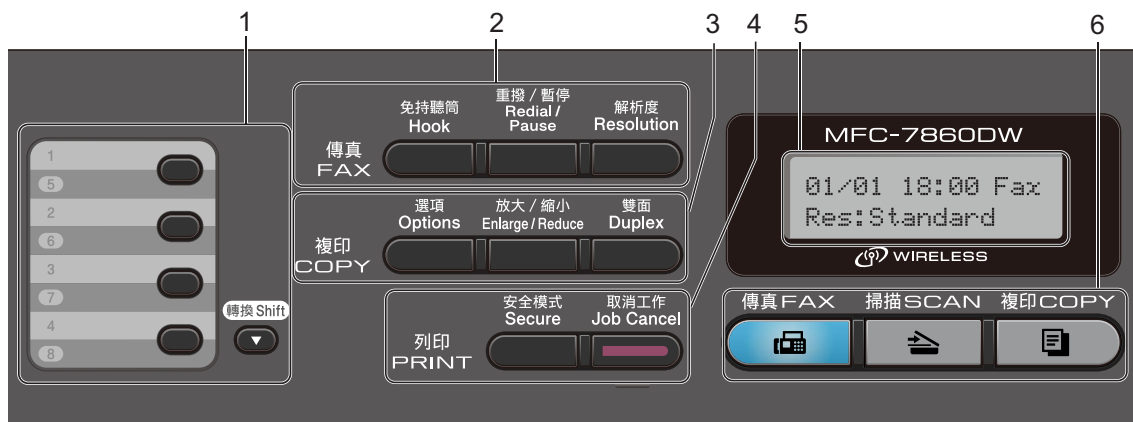 1 2 3 4 5 6
1
5
2
6
3
7
4
8
轉換 Shift
免持聽筒
Hook
重撥 / 暫停
Redial /
Pause
解析度
Resolution
傳真
FAX
選項
Options
放大 / 縮小
Enlarge / Reduce
雙面
Duplex
複印
COPY
安全模式
Secure
取消工作
Job Cancel
列印
PRINT
MFC-7860DW
01/01 18:00 Fax
Res:Standard
WIRELESS
傳真 FAX 掃描 SCAN 複印 COPY